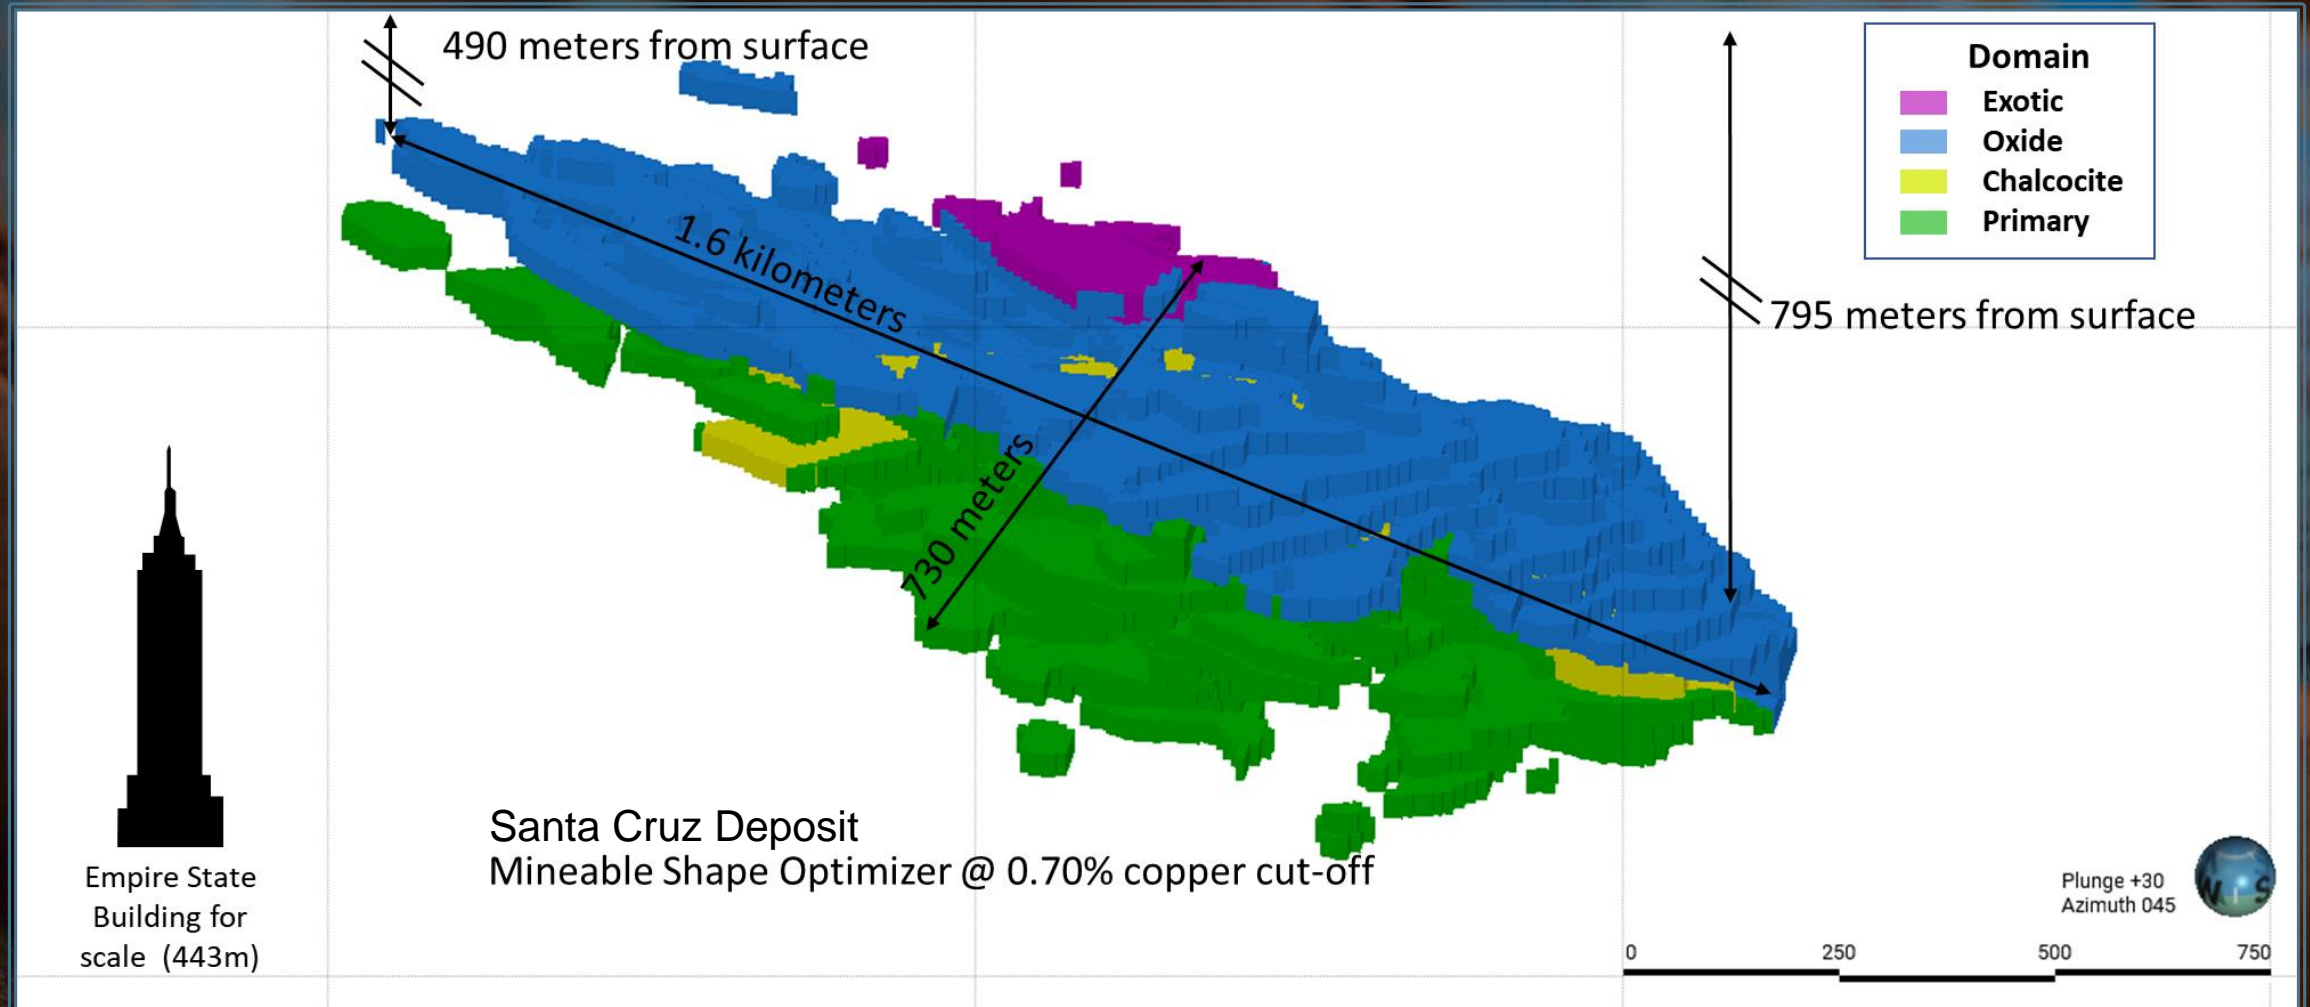 490 meters from surface
Domain
Exotic
Oxide
Chalcocite
Primary
1.6 kilometers
795 meters from surface
730 meters
Santa Cruz Deposit
Mineable Shape Optimizer @ 0.70% copper cut-off
Empire State
Building for
scale (443m)
Plunge +30
Azimuth 045
W S
0 250 500 750